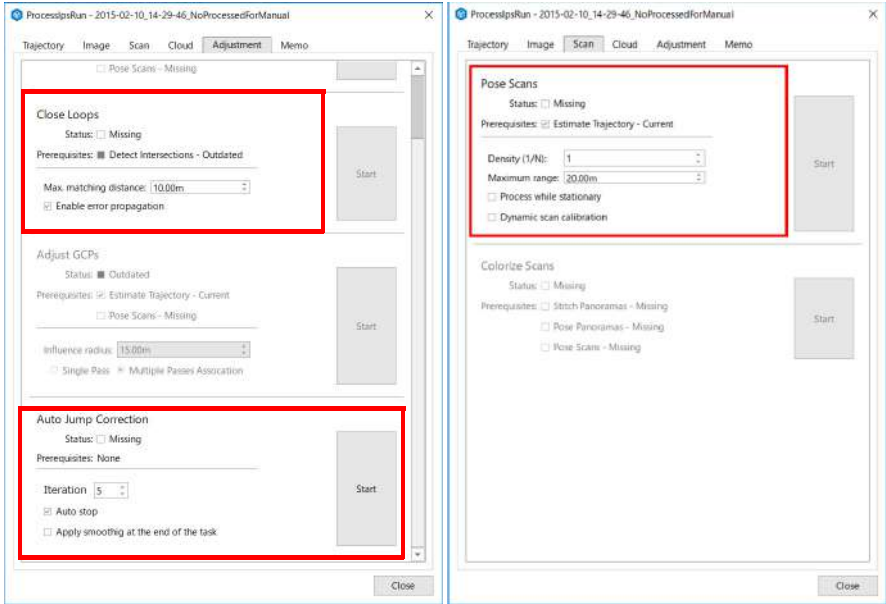 ProcessIpsRun - 2015-02-10_14-29-46_NoProcessedForManual
Trajectory Image Scan Cloud Adjustment Memo
Pose Scans - Missing
Close Loops
Status: Missing
Prerequisites: Detect Intersections - Outdated
Start
Max. matching distance: 10.00m
Enable error propagation
Adjust GCPs
Status: Outdated
Prerequisites: Estimate Trajectory - Current
Pose Scans - Missing
Start
Influence radius: 15.00m
Single Pass Multiple Passes Assocation
Auto Jump Correction
Status: Missing
Prerequisites: None
Iteration 5
Start
Auto stop
Apply smoothig at the end of the task
Close
ProcessIpsRun - 2015-02-10_14-29-46_NoProcessedForManual
Trajectory Image Scan Cloud Adjustment Memo
Pose Scans
Status: Missing
Prerequisites: Estimate Trajectory - Current
Density (1/N): 1
Start
Maximum range: 20.00m
Process while stationary
Dynamic scan calibration
Colorize Scans
Status: Missing
Prerequisites: Stitch Panoramas - Missing
Start
Pose Panoramas - Missing
Pose Scans - Missing
Close